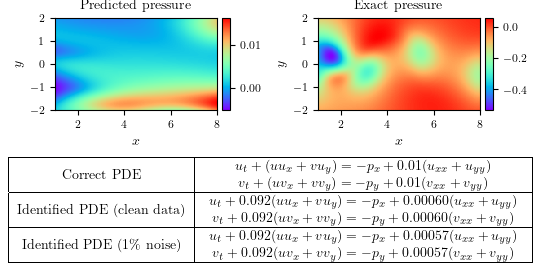 Predicted pressure
Exact pressure
2
1
0
−1
−2
y
2
4
6
8
x
0.01
0.00
2
1
0
−1
−2
y
2
4
6
8
x
0.0
−0.2
−0.4
Correct PDE
u_t + (uu_x + vu_y) = −p_x + 0.01(u_xx + u_yy)
v_t + (uv_x + vv_y) = −p_y + 0.01(v_xx + v_yy)
Identified PDE (clean data)
u_t + 0.092(uu_x + vu_y) = −p_x + 0.00060(u_xx + u_yy)
v_t + 0.092(uv_x + vv_y) = −p_y + 0.00060(v_xx + v_yy)
Identified PDE (1% noise)
u_t + 0.092(uu_x + vu_y) = −p_x + 0.00057(u_xx + u_yy)
v_t + 0.092(uv_x + vv_y) = −p_y + 0.00057(v_xx + v_yy)